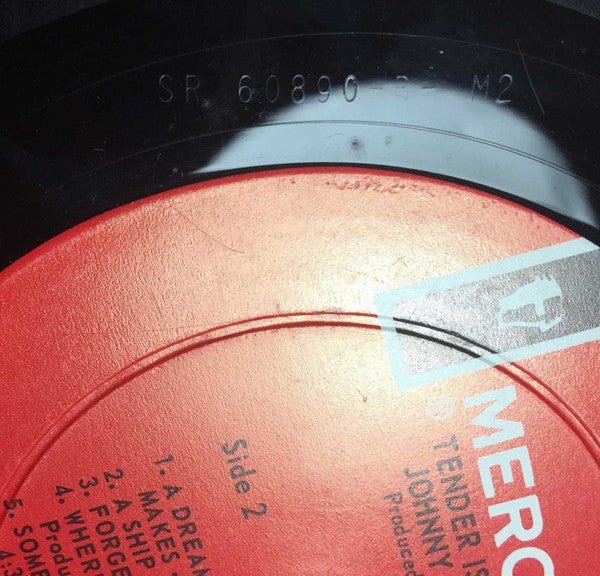 SR 60890-B- M2
MERC
®
TENDER IS
JOHNNY
Produced
Side 2
1. A DREAM
MAKES
2. A SHIP
3. FORGE
4. WHERE
Produ
5. SOME
4:3